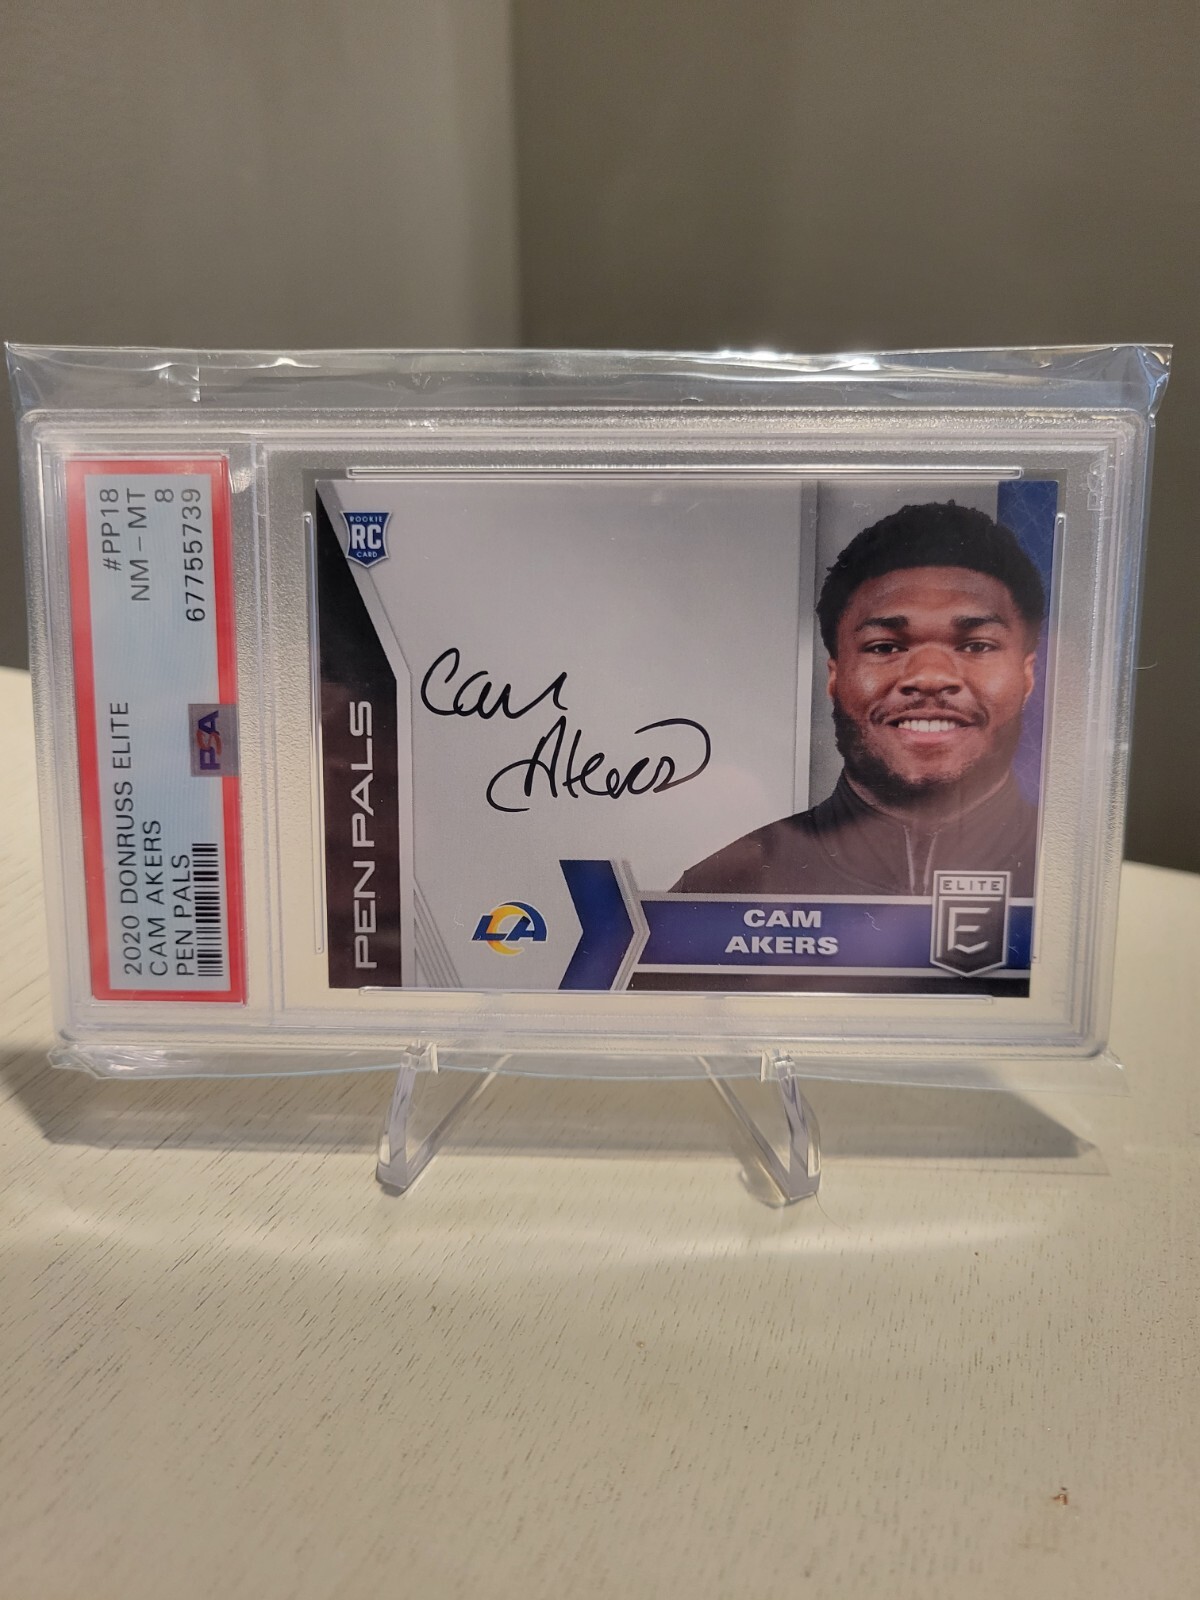 2020 DONRUSS ELITE #PP18
CAM AKERS NM - MT
PEN PALS 8
67755739
PSA
ROOKIE
RC
CARD
PEN PALS
Cam
Akers
LA
CAM
AKERS
ELITE
E